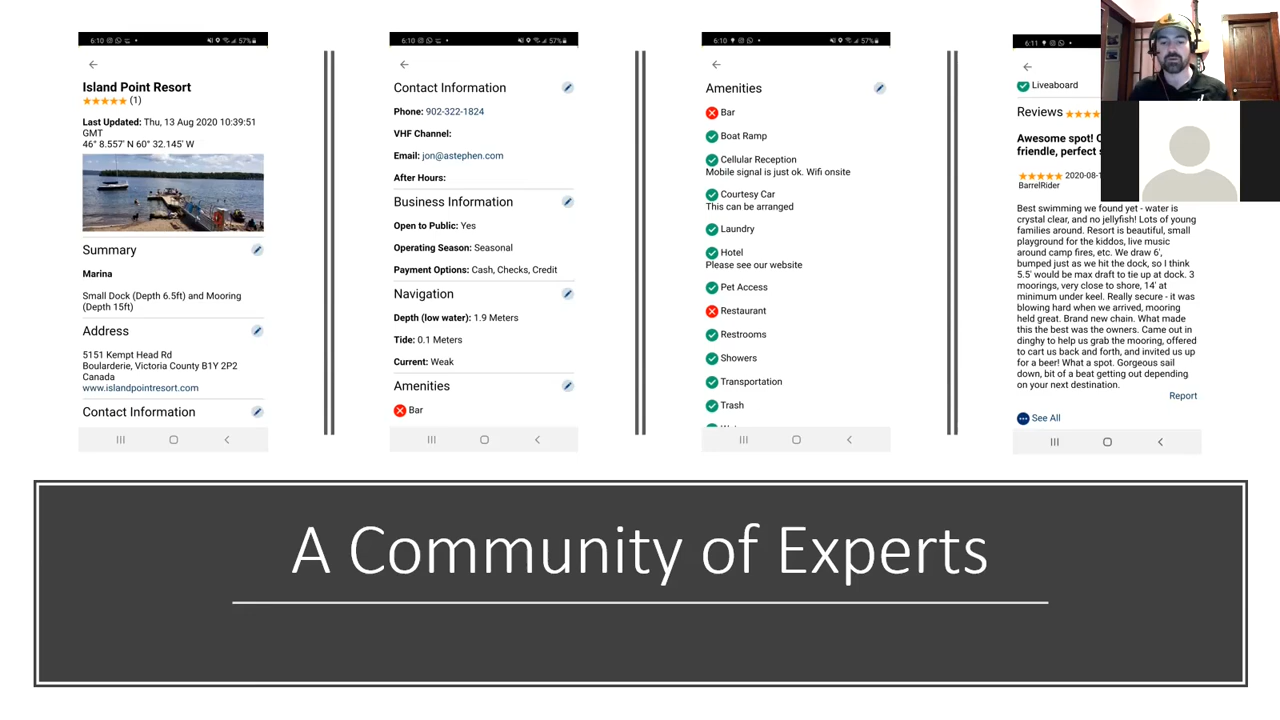 6:10
57%
Island Point Resort
(1)
Last Updated: Thu, 13 Aug 2020 10:39:51
GMT
46° 8.557' N 60° 32.145' W
Summary
Marina
Small Dock (Depth 6.5ft) and Mooring
(Depth 15ft)
Address
5151 Kempt Head Rd
Boularderie, Victoria County B1Y 2P2
Canada
www.islandpointresort.com
Contact Information
6:10
57%
Contact Information
Phone: 902-322-1824
VHF Channel:
Email: jon@astephen.com
After Hours:
Business Information
Open to Public: Yes
Operating Season: Seasonal
Payment Options: Cash, Checks, Credit
Navigation
Depth (low water): 1.9 Meters
Tide: 0.1 Meters
Current: Weak
Amenities
Bar
6:10
57%
Amenities
Bar
Boat Ramp
Cellular Reception
Mobile signal is just ok. Wifi onsite
Courtesy Car
This can be arranged
Laundry
Hotel
Please see our website
Pet Access
Restaurant
Restrooms
Showers
Transportation
Trash
6:11
Liveaboard
Reviews
Awesome spot!
friendle, perfect
2020-08-
BarrelRider
Best swimming we found yet - water is
crystal clear, and no jellyfish! Lots of young
families around. Resort is beautiful, small
playground for the kiddos, live music
around camp fires, etc. We draw 6',
bumped just as we hit the dock, so I think
5.5' would be max draft to tie up at dock. 3
moorings, very close to shore, 14' at
minimum under keel. Really secure - it was
blowing hard when we arrived, mooring
held great. Brand new chain. What made
this the best was the owners. Came out in
dinghy to help us grab the mooring, offered
to cart us back and forth, and invited us up
for a beer! What a spot. Gorgeous sail
down, bit of a beat getting out depending
on your next destination.
Report
See All
A Community of Experts